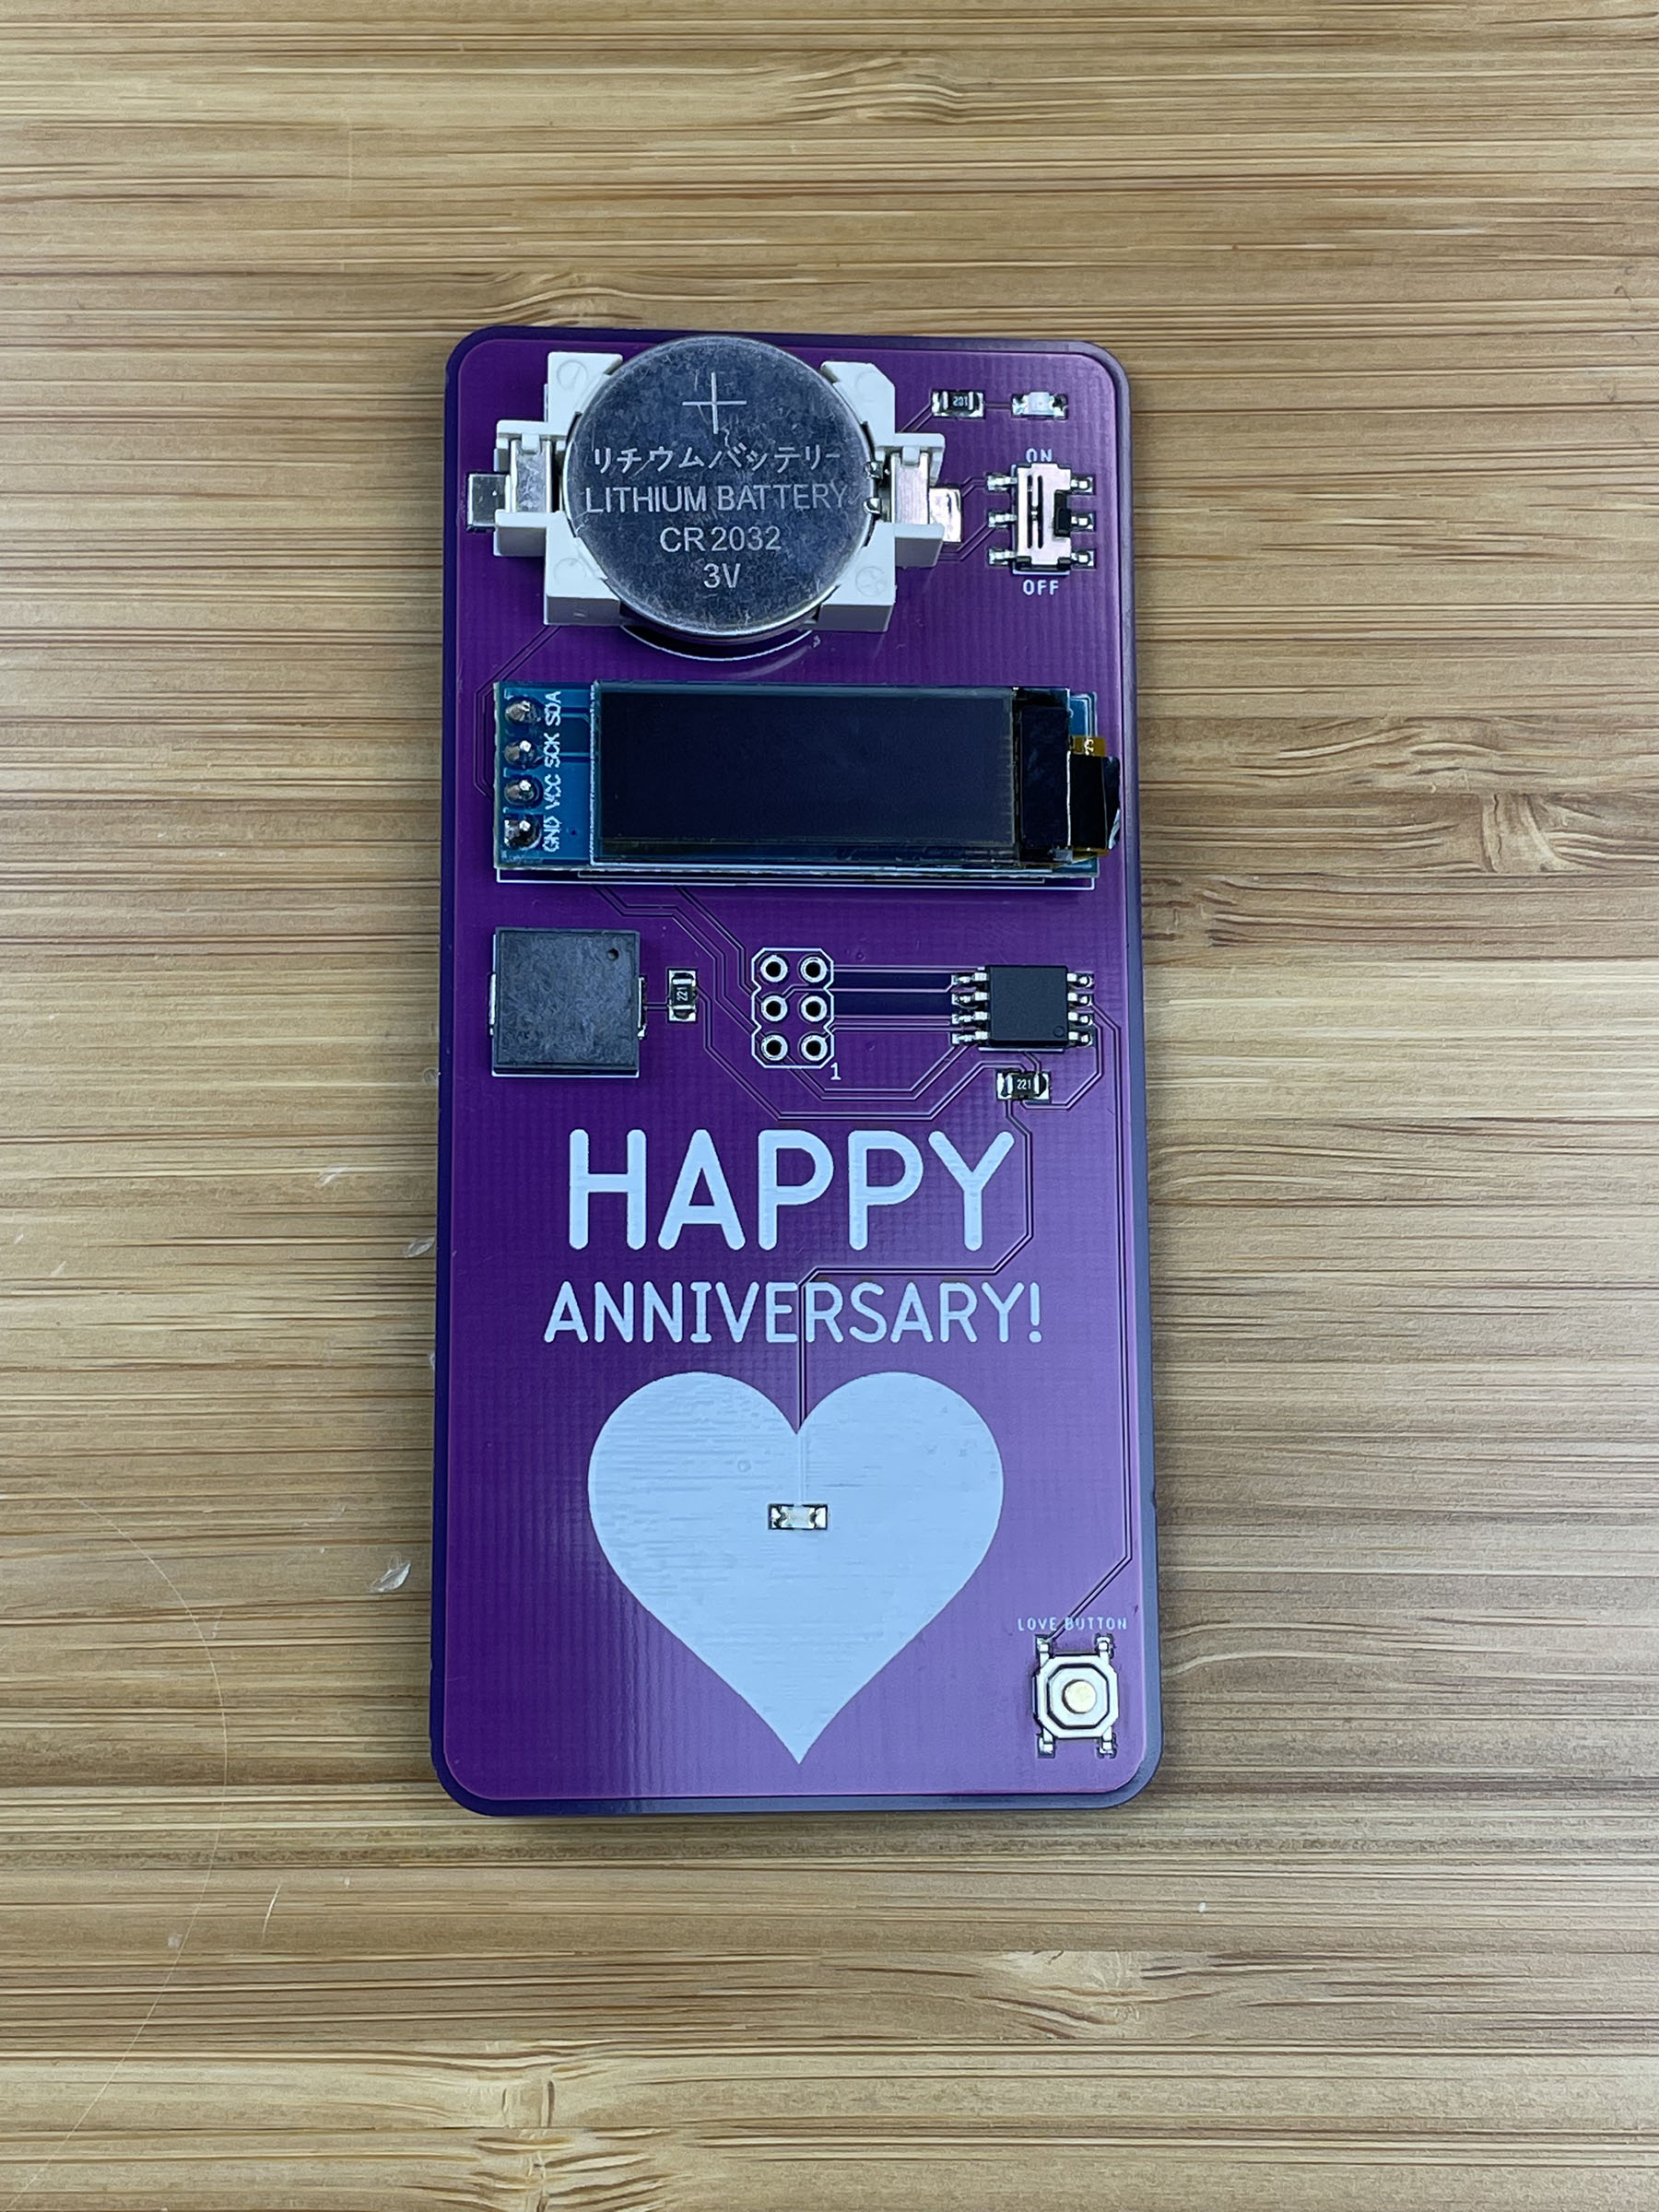 +
リチウムバッテリー
LITHIUM BATTERY
CR2032
3V
201
ON
OFF
SDA
SCK
VCC
GND
221
1
221
HAPPY
ANNIVERSARY!
LOVE BUTTON